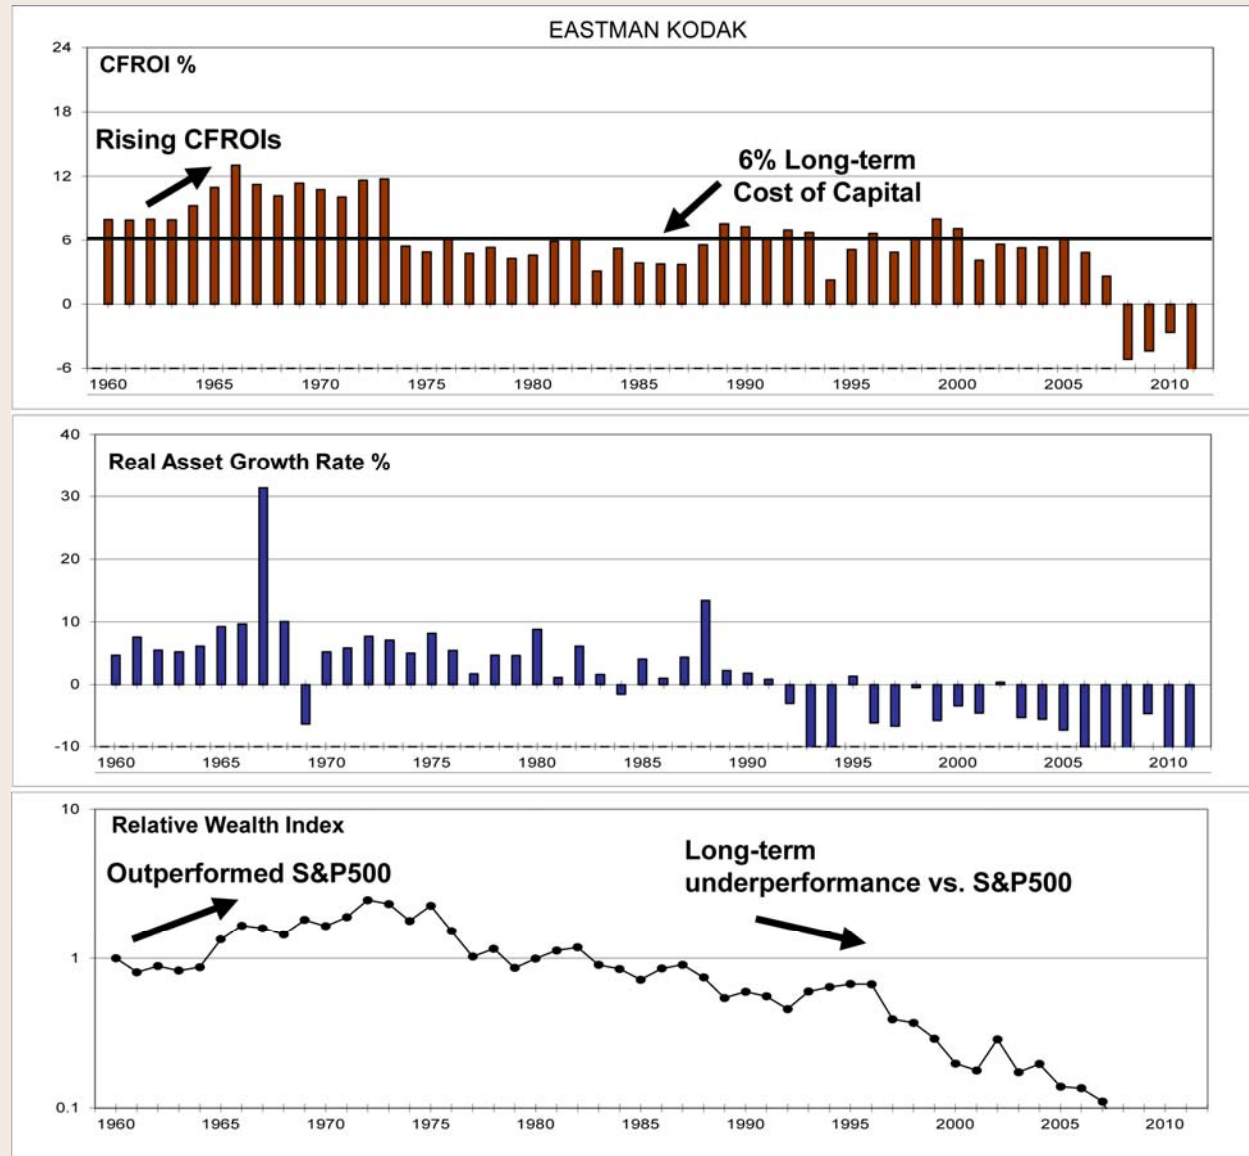 EASTMAN KODAK
24
CFROI %
18
Rising CFROIs
6% Long-term
Cost of Capital
12
6
0
-6
1960 1965 1970 1975 1980 1985 1990 1995 2000 2005 2010
40
Real Asset Growth Rate %
30
20
10
0
-10
1960 1965 1970 1975 1980 1985 1990 1995 2000 2005 2010
10
Relative Wealth Index
Outperformed S&P500
Long-term
underperformance vs. S&P500
1
0.1
1960 1965 1970 1975 1980 1985 1990 1995 2000 2005 2010